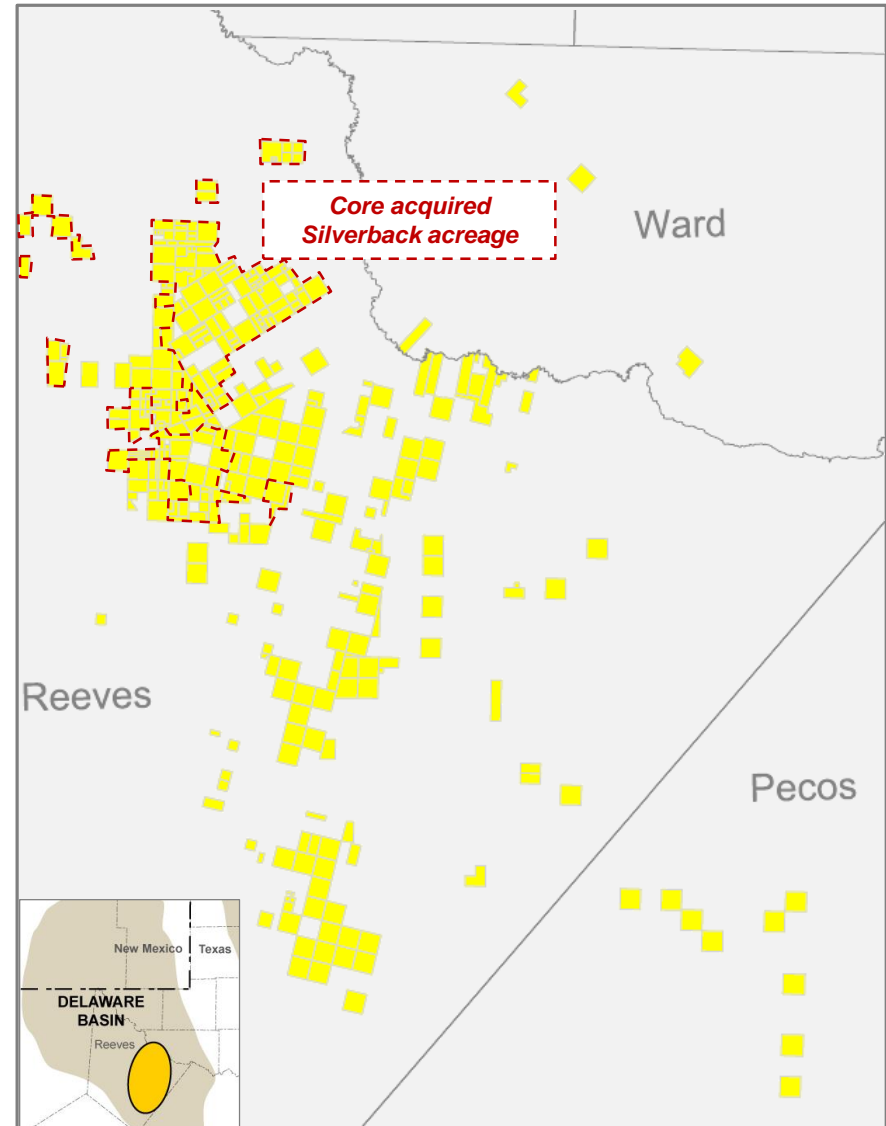 Core acquired
Silverback acreage
Ward
Reeves
Pecos
New Mexico
Texas
DELAWARE
BASIN
Reeves